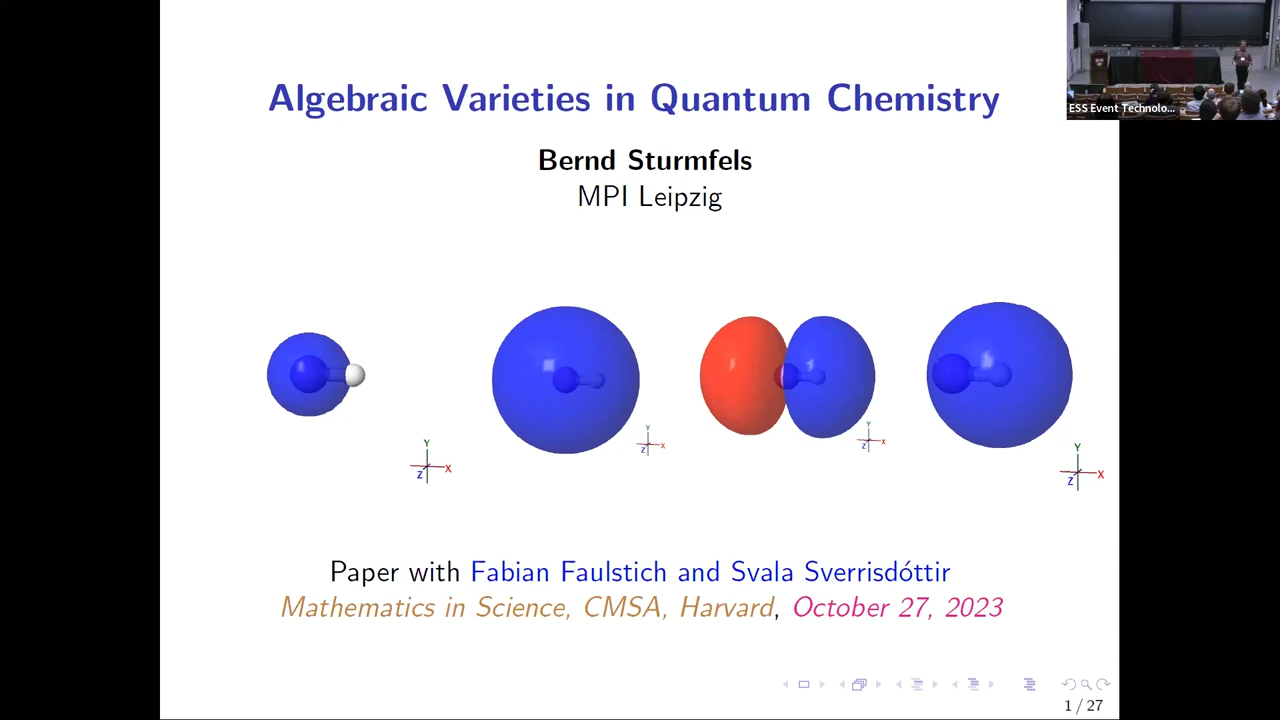 Algebraic Varieties in Quantum Chemistry
Bernd Sturmfels
MPI Leipzig
ESS Event Technolo...
Y
X
Z
Y
X
Z
Y
X
Z
Y
X
Z
Paper with Fabian Faulstich and Svala Sverrisdóttir
Mathematics in Science, CMSA, Harvard, October 27, 2023
1 / 27